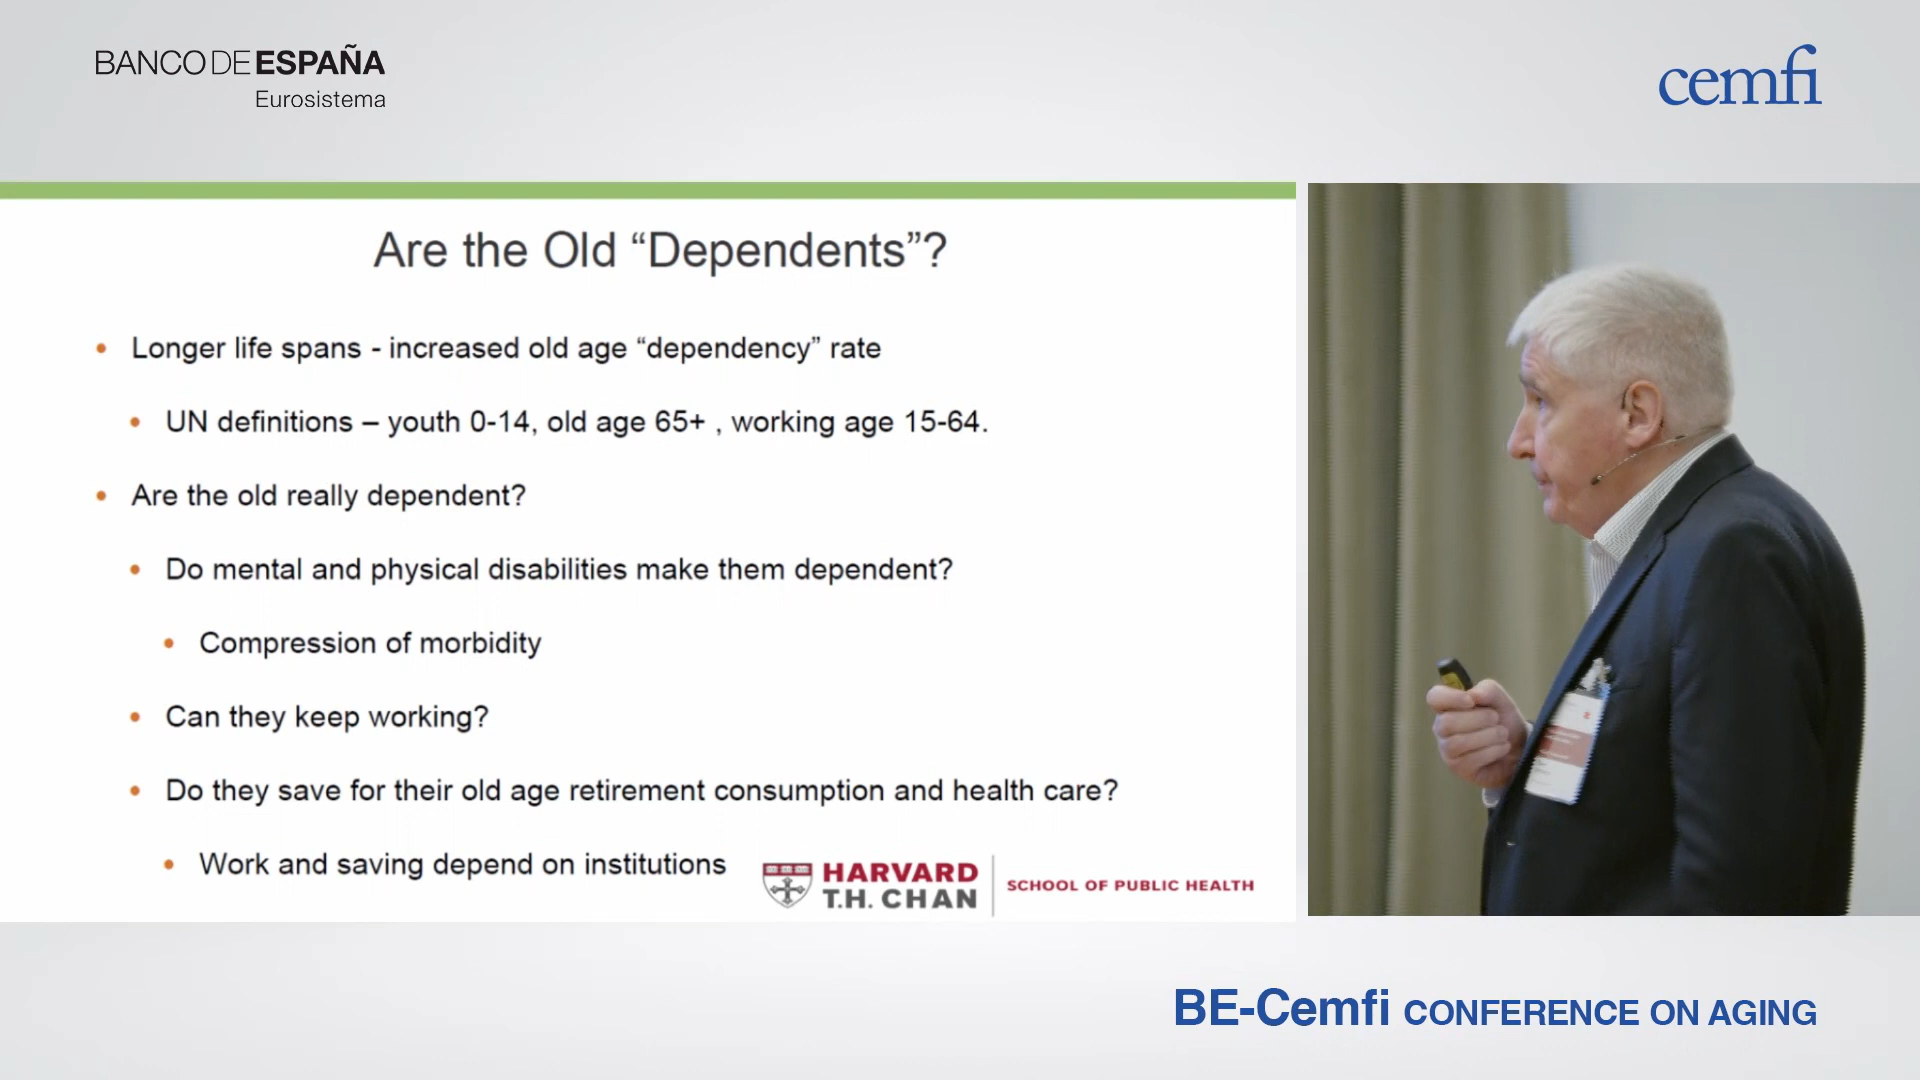 BANCO DE ESPAÑA
Eurosistema
cemfi
Are the Old “Dependents”?
Longer life spans - increased old age “dependency” rate
UN definitions – youth 0-14, old age 65+ , working age 15-64.
Are the old really dependent?
Do mental and physical disabilities make them dependent?
Compression of morbidity
Can they keep working?
Do they save for their old age retirement consumption and health care?
Work and saving depend on institutions
HARVARD
T.H. CHAN
SCHOOL OF PUBLIC HEALTH
BE-Cemfi CONFERENCE ON AGING